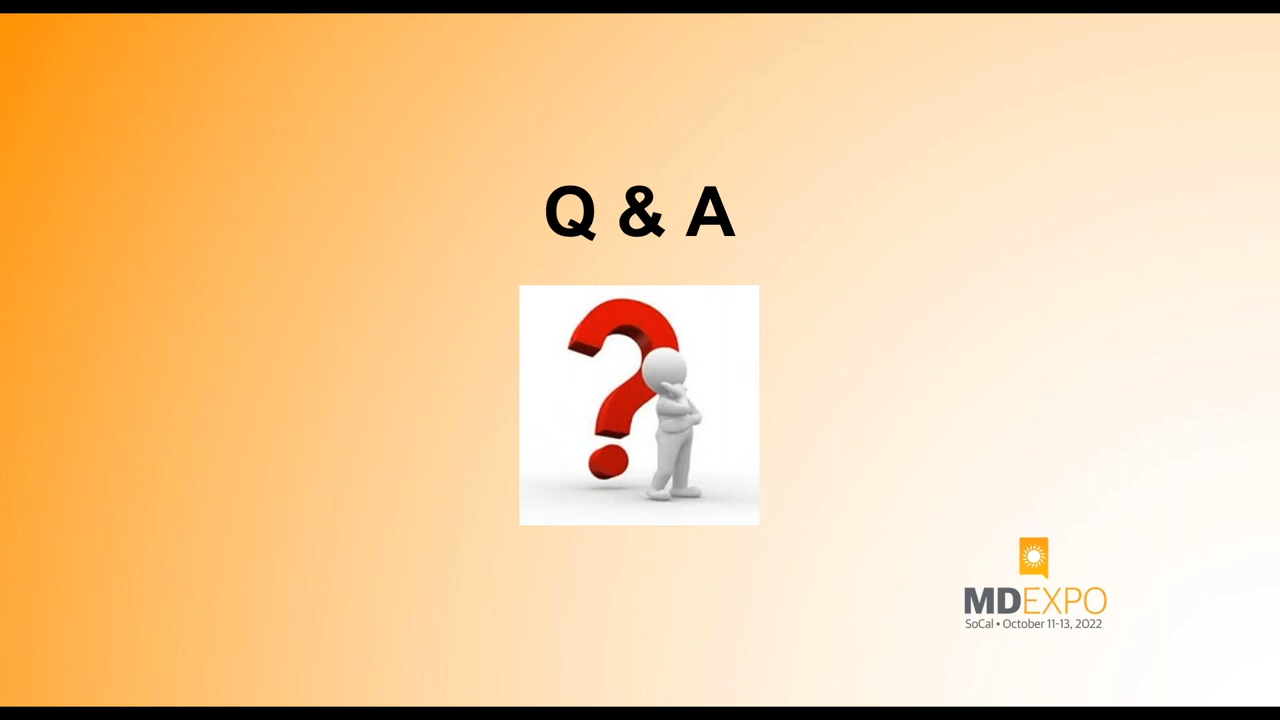 Q & A
?
MDEXPO
SoCal • October 11-13, 2022